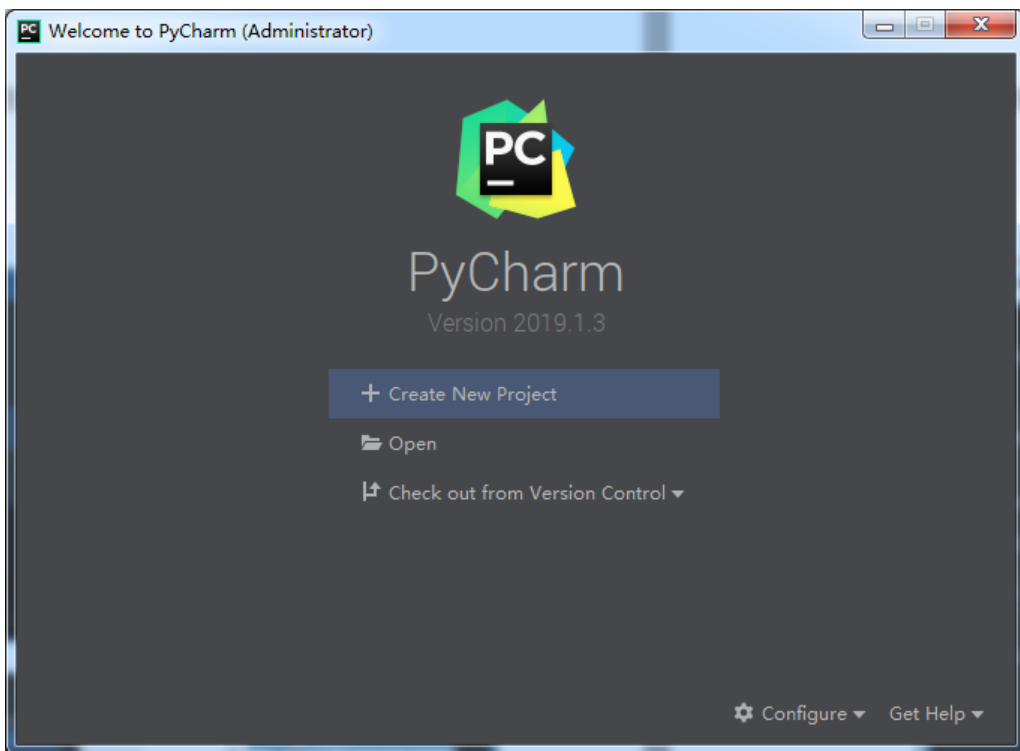 Welcome to PyCharm (Administrator)
PC
PyCharm
Version 2019.1.3
Create New Project
Open
Check out from Version Control
Configure Get Help